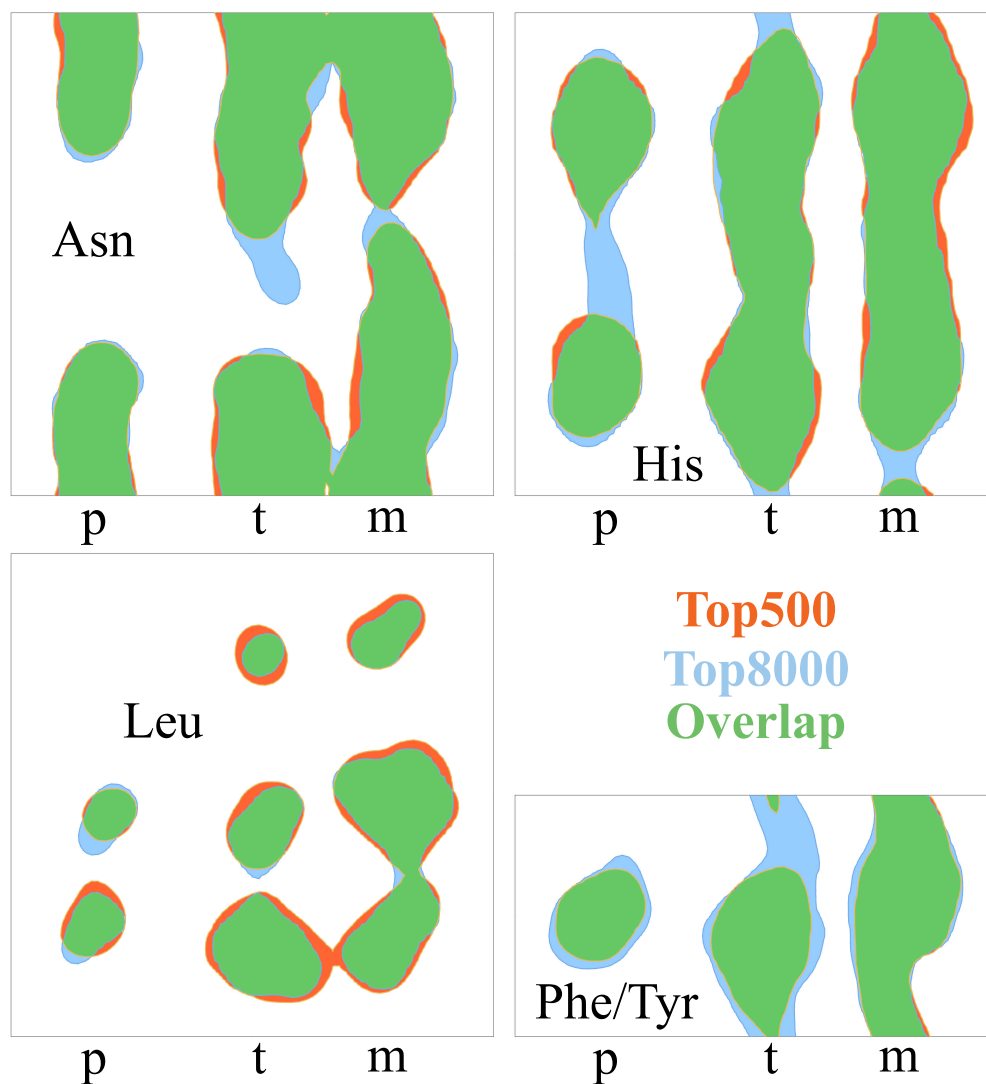 Asn
His
p t m
p t m
Leu
Top500
Top8000
Overlap
Phe/Tyr
p t m
p t m